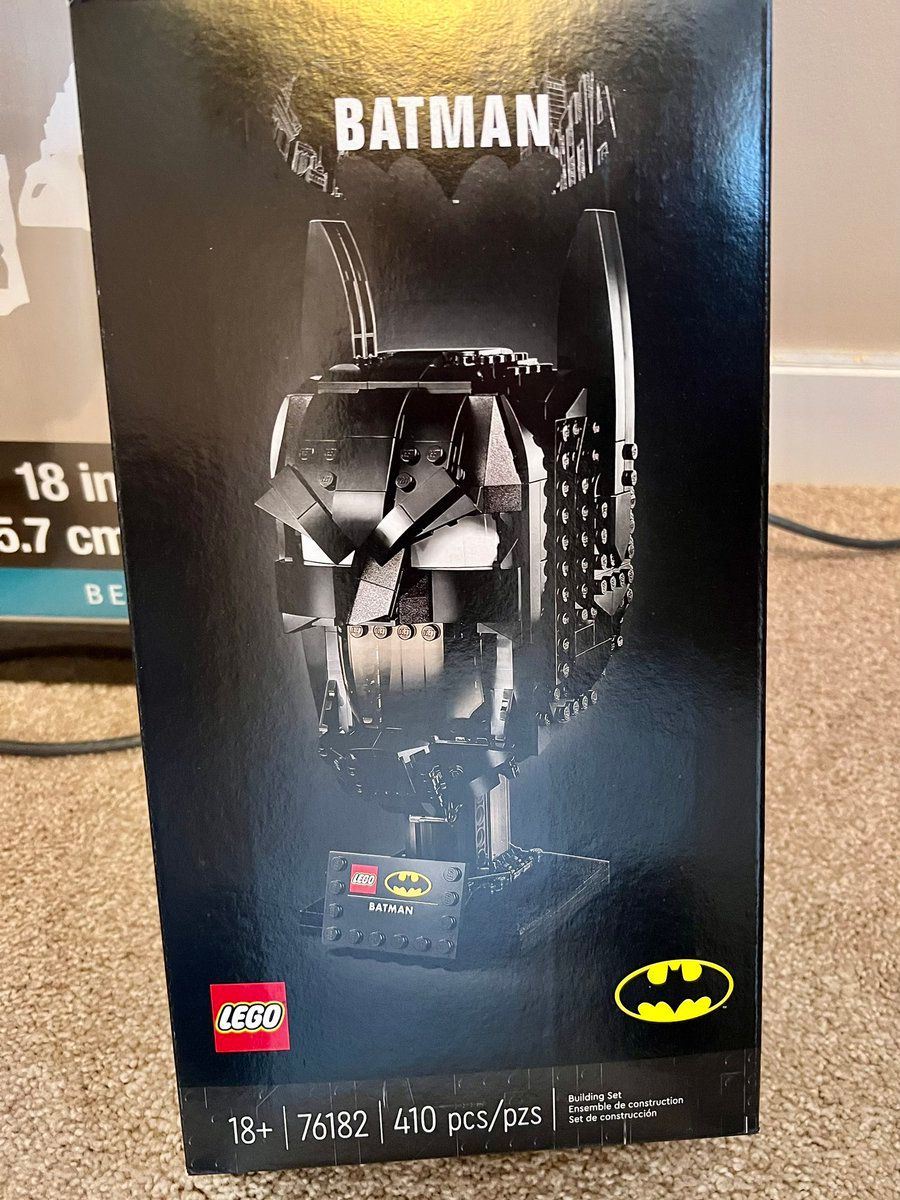 BATMAN
18 in
5.7 cm
BE
LEGO
BATMAN
LEGO
18+ | 76182 | 410 pcs/pzs
Building Set
Ensemble de construction
Set de construcción